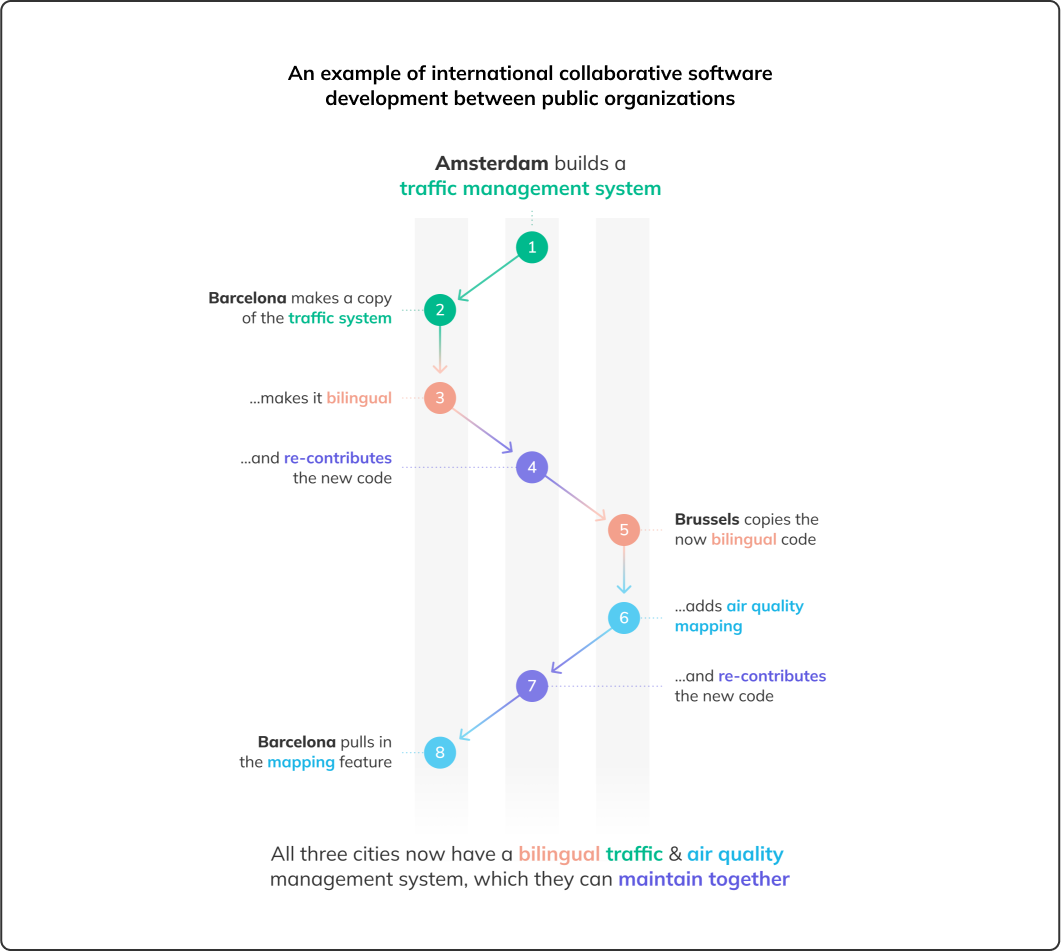 An example of international collaborative software
development between public organizations
Amsterdam builds a
traffic management system
1
Barcelona makes a copy
of the traffic system
2
...makes it bilingual
3
...and re-contributes
the new code
4
5
Brussels copies the
now bilingual code
6
...adds air quality
mapping
7
...and re-contributes
the new code
Barcelona pulls in
the mapping feature
8
All three cities now have a bilingual traffic & air quality
management system, which they can maintain together